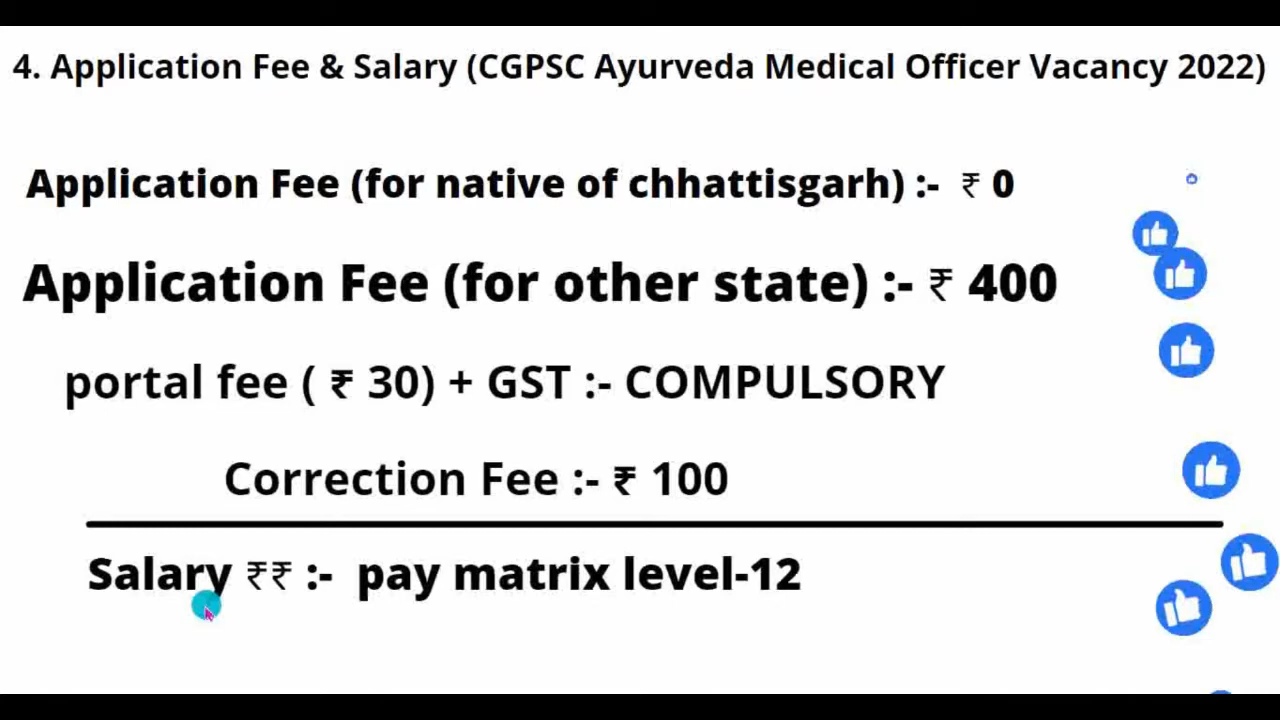 4. Application Fee & Salary (CGPSC Ayurveda Medical Officer Vacancy 2022)
Application Fee (for native of chhattisgarh) :- ₹ 0
Application Fee (for other state) :- ₹ 400
portal fee ( ₹ 30) + GST :- COMPULSORY
Correction Fee :- ₹ 100
Salary ₹₹ :- pay matrix level-12